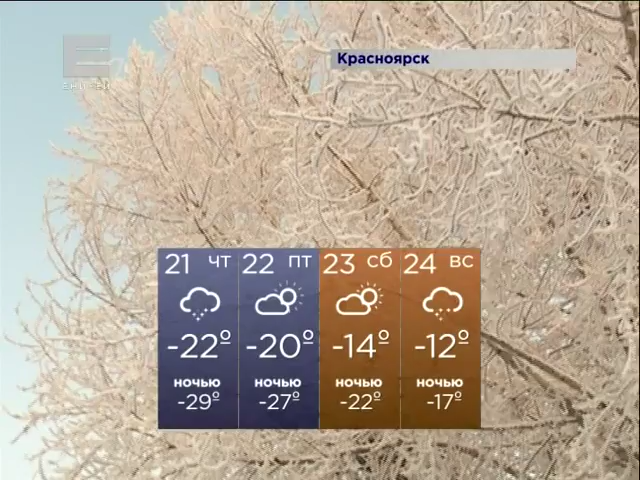 Красноярск
ЕНИСЕЙ
21 чт 22 пт 23 сб 24 вс
-22° -20° -14° -12°
ночью ночью ночью ночью
-29° -27° -22° -17°